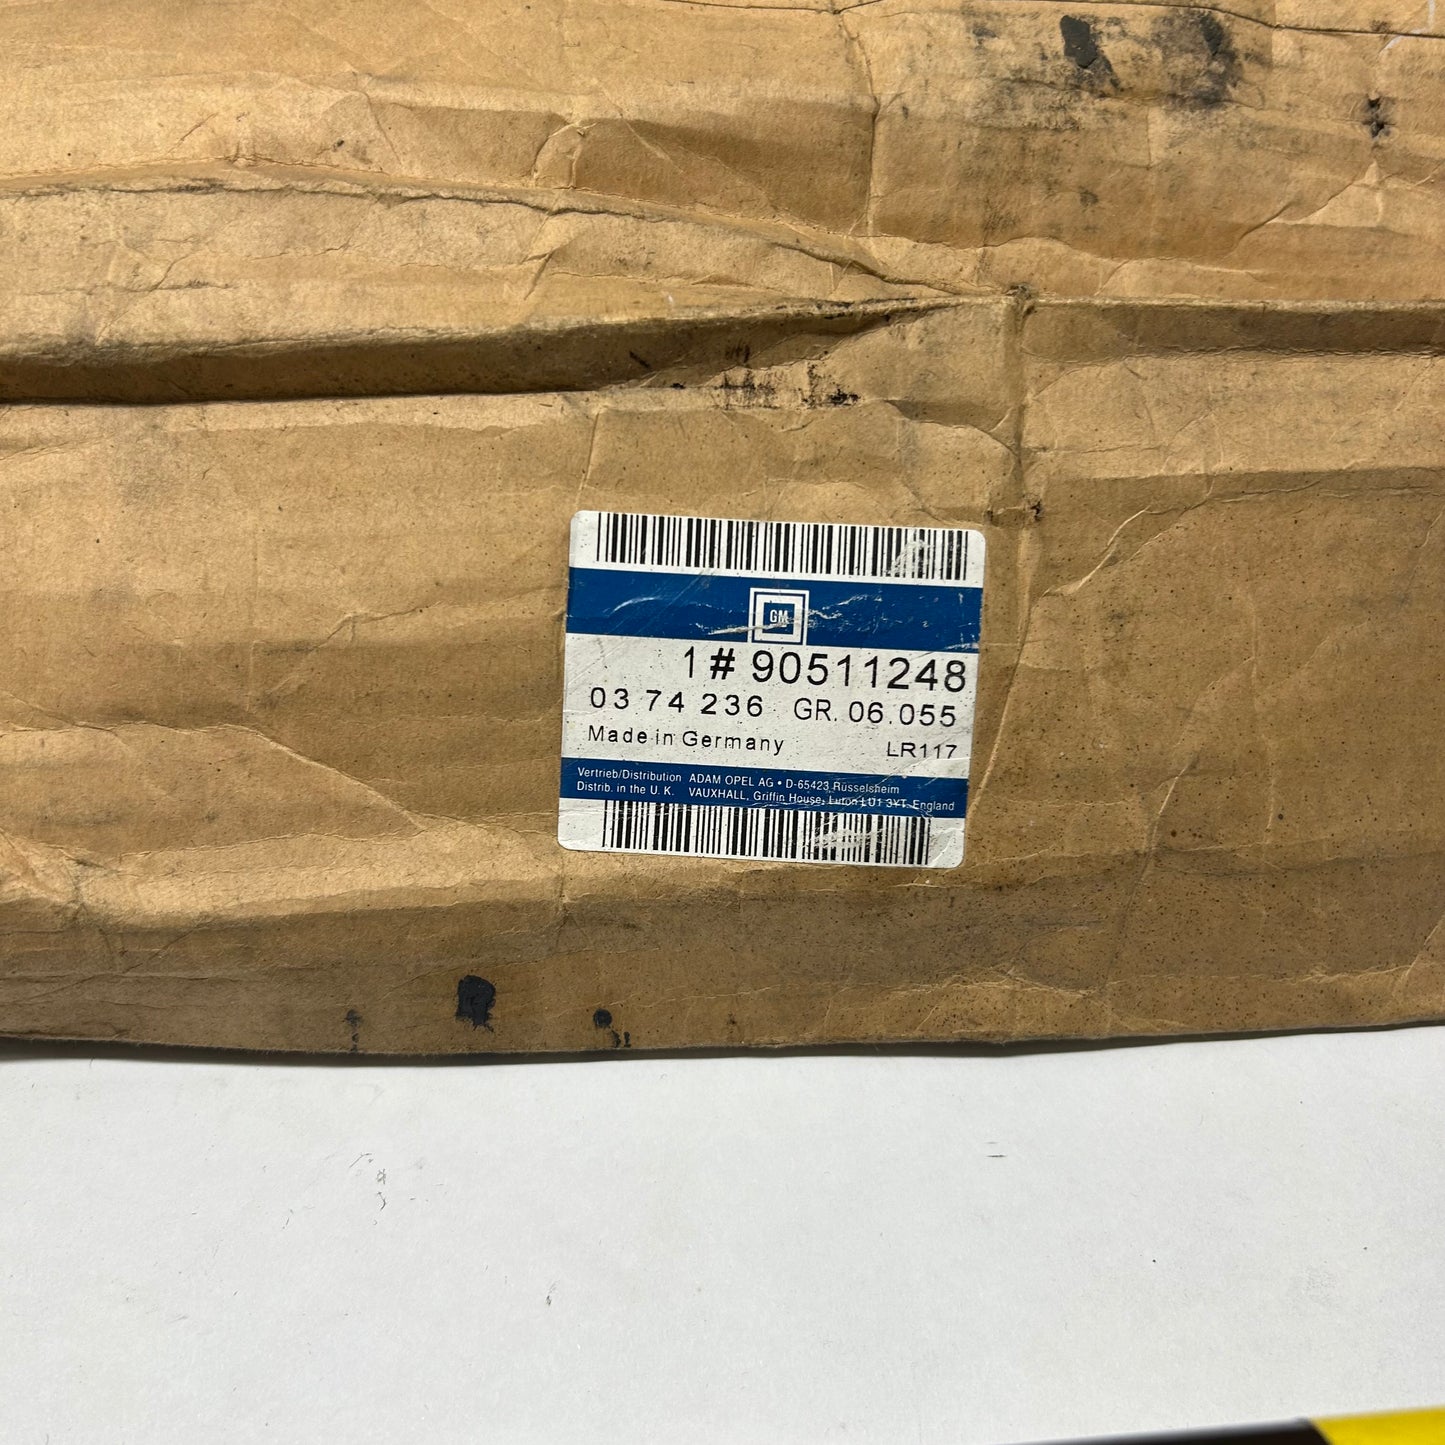 GM
1 # 90511248
03 74 236 GR. 06.055
Made in Germany LR117
Vertrieb/Distribution ADAM OPEL AG • D-65423 Rüsselsheim
Distrib. in the U. K. VAUXHALL, Griffin House, Luton LU1 3YT, England